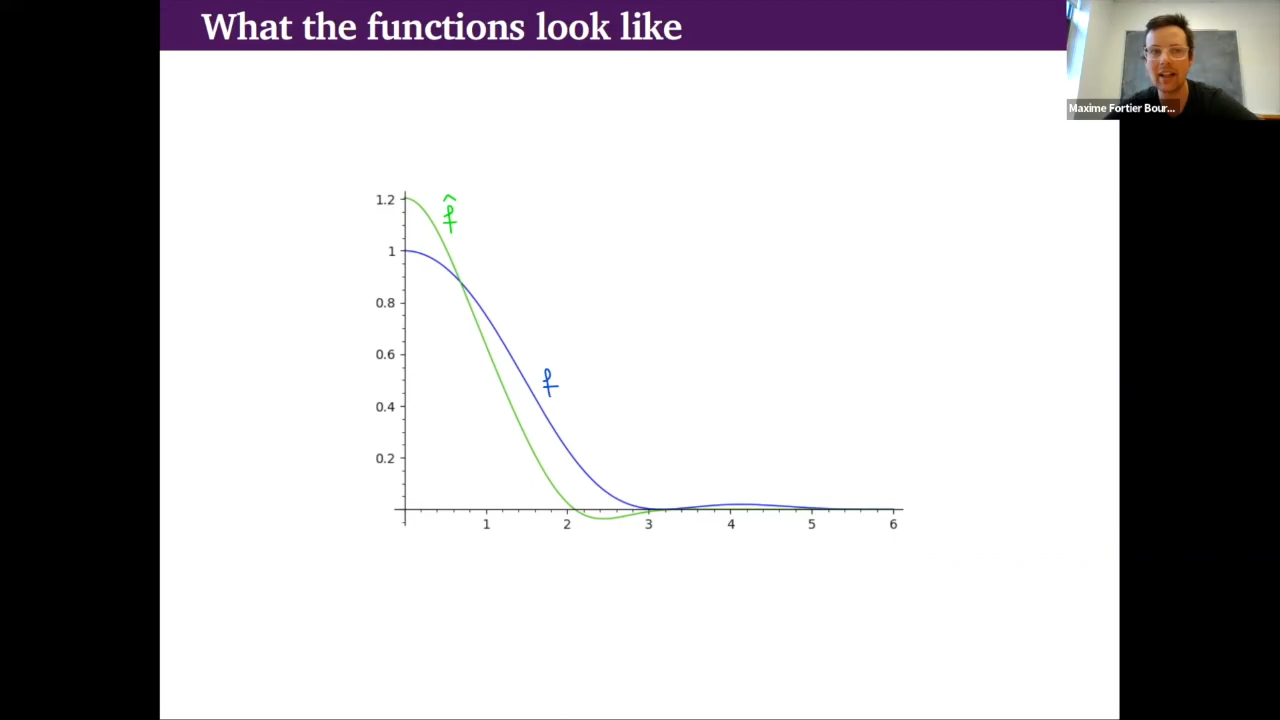 What the functions look like
Maxime Fortier Bour...
1.2
f̂
1
0.8
0.6
f
0.4
0.2
1 2 3 4 5 6